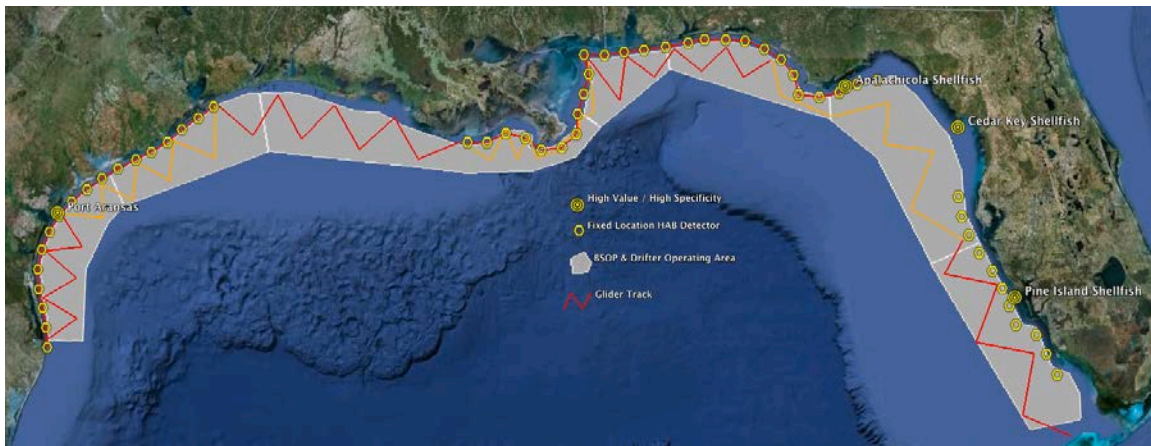 Apalachicola Shellfish
Cedar Key Shellfish
High Value / High Specificity
Port Aransas
Fixed Location HAB Detector
BSOP & Drifter Operating Area
Pine Island Shellfish
Glider Track